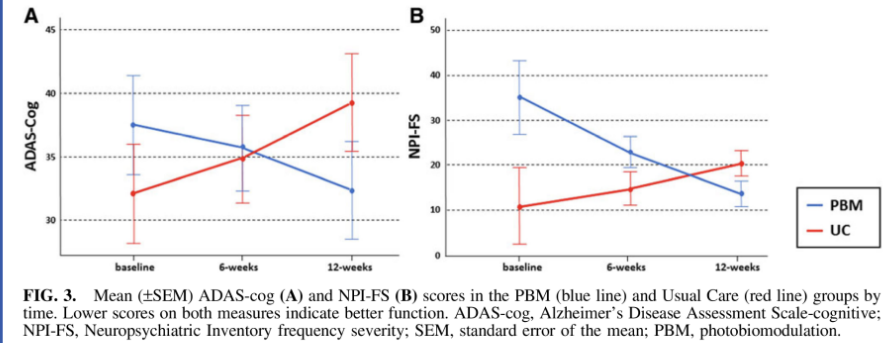 A
B
45
40
35
30
ADAS-Cog
baseline
6-weeks
12-weeks
50
40
30
20
10
0
NPI-FS
baseline
6-weeks
12-weeks
PBM
UC
FIG. 3. Mean (±SEM) ADAS-cog (A) and NPI-FS (B) scores in the PBM (blue line) and Usual Care (red line) groups by
time. Lower scores on both measures indicate better function. ADAS-cog, Alzheimer's Disease Assessment Scale-cognitive;
NPI-FS, Neuropsychiatric Inventory frequency severity; SEM, standard error of the mean; PBM, photobiomodulation.